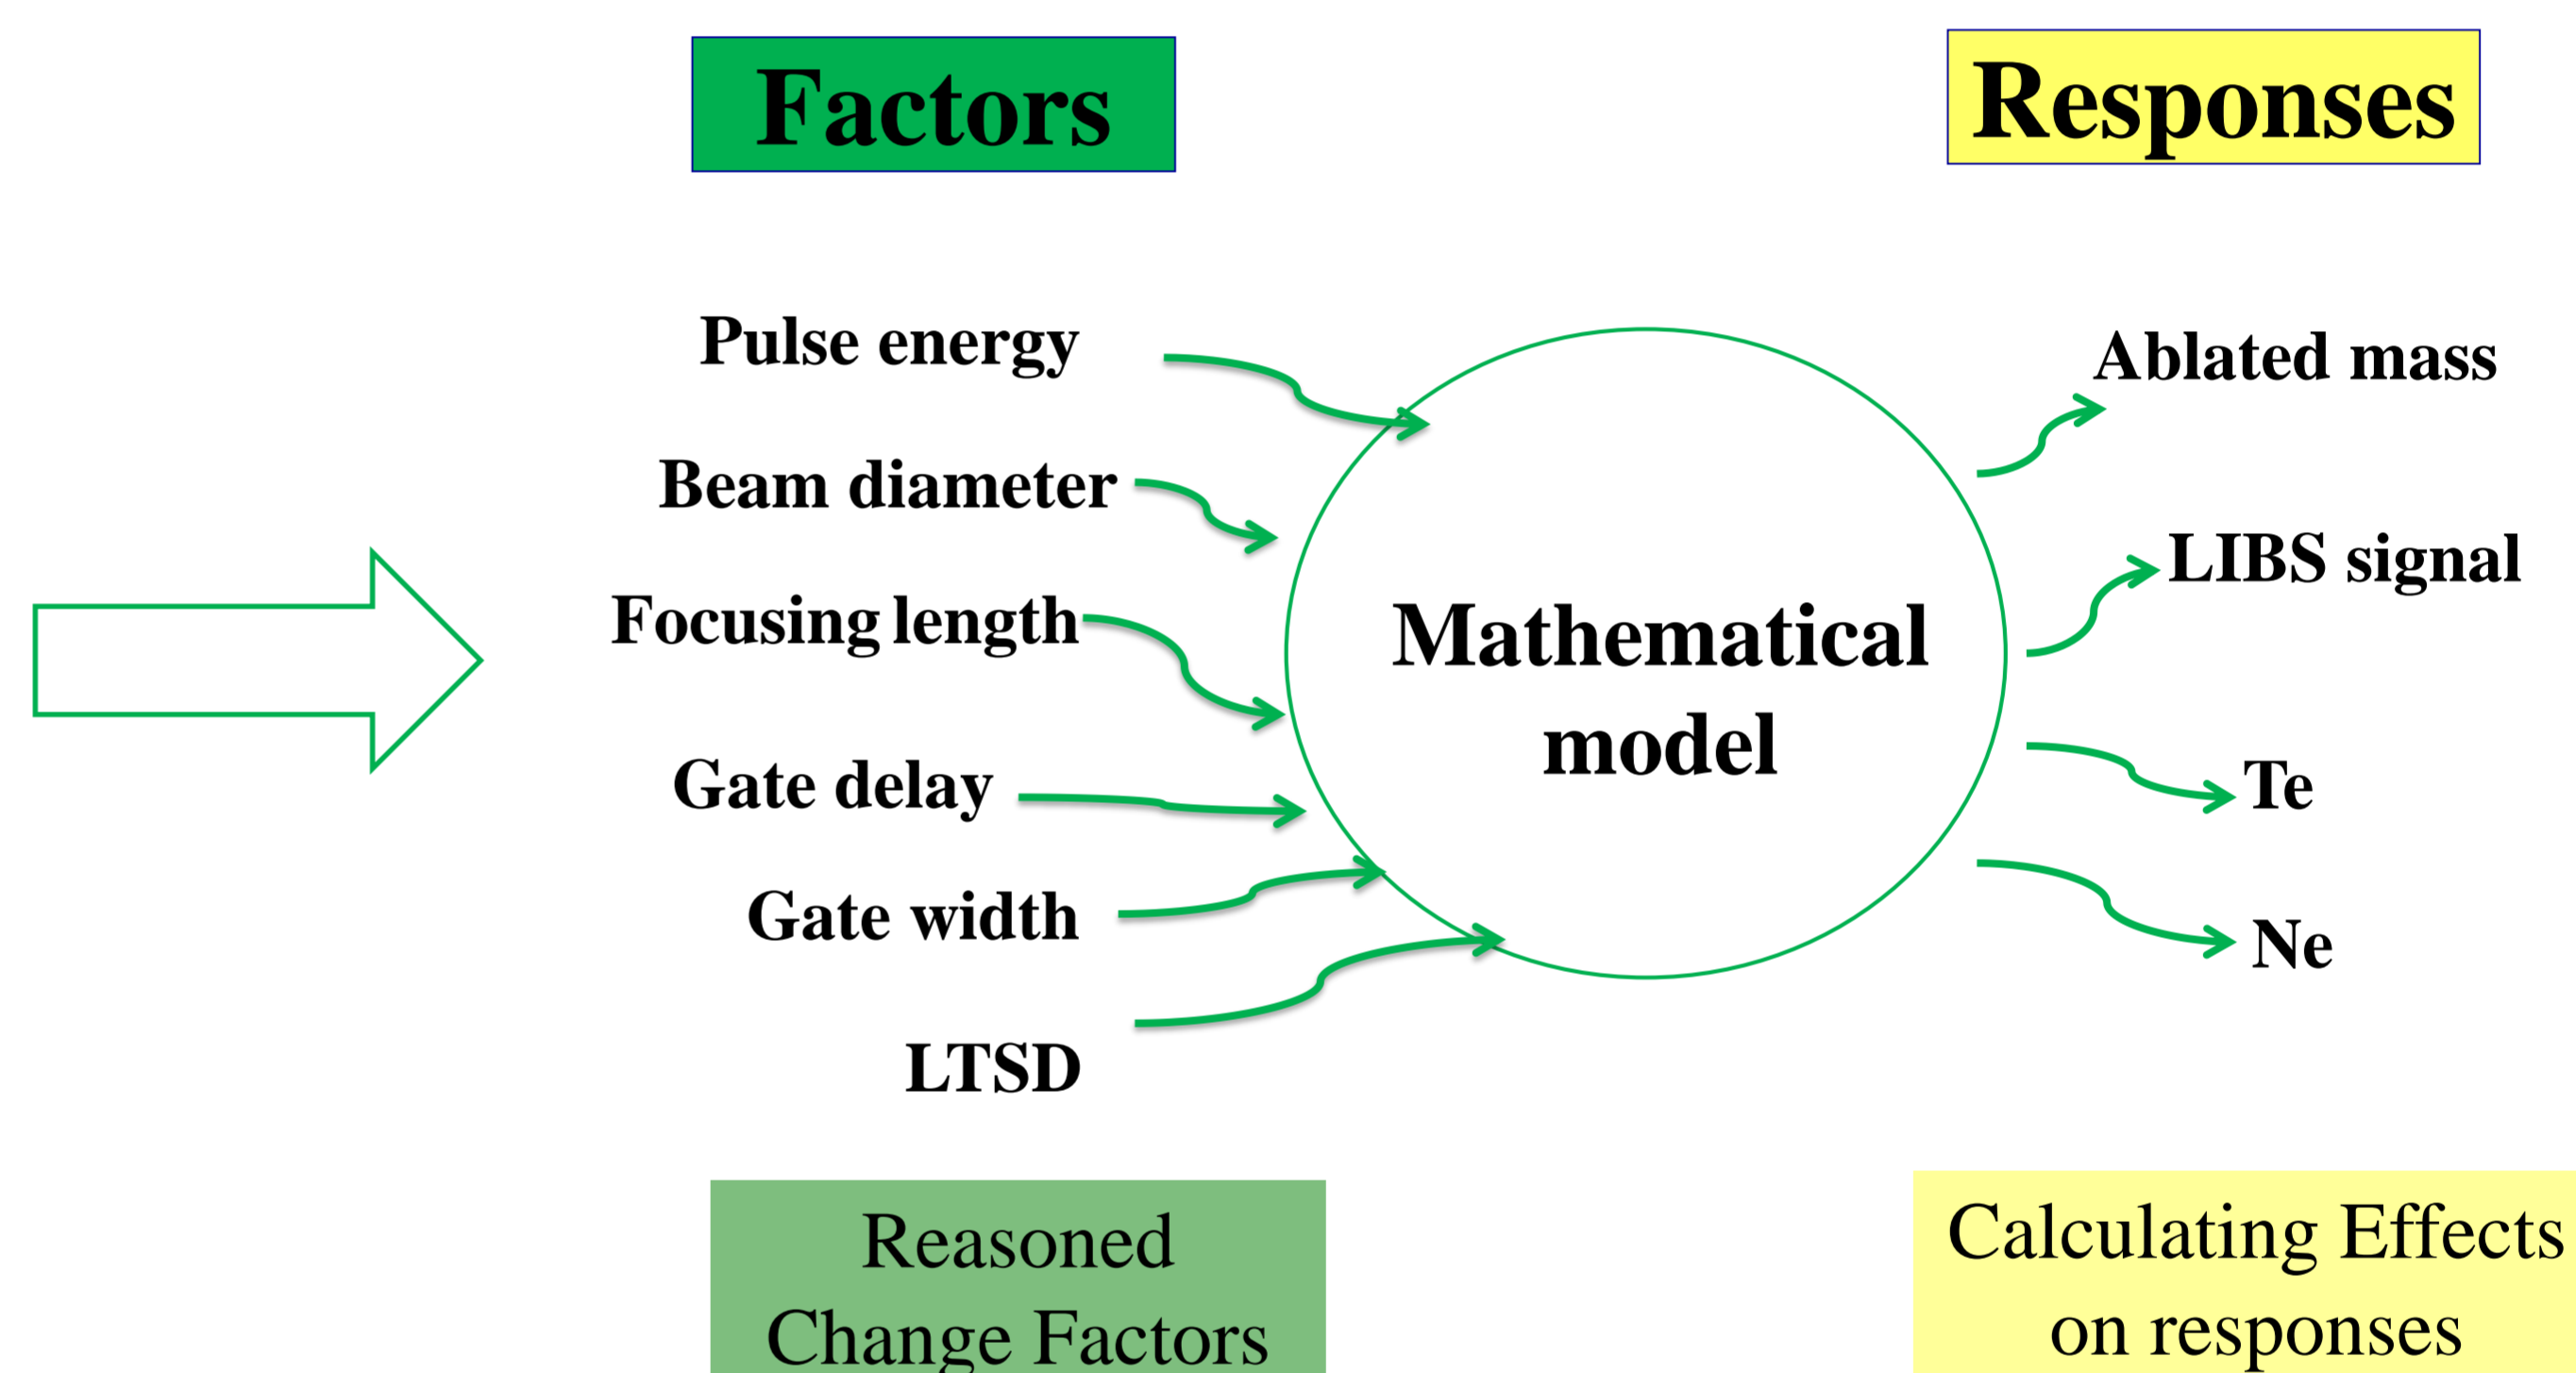 Factors
Responses
Pulse energy
Beam diameter
Focusing length
Gate delay
Gate width
LTSD
Mathematical
model
Ablated mass
LIBS signal
Te
Ne
Reasoned
Change Factors
Calculating Effects
on responses